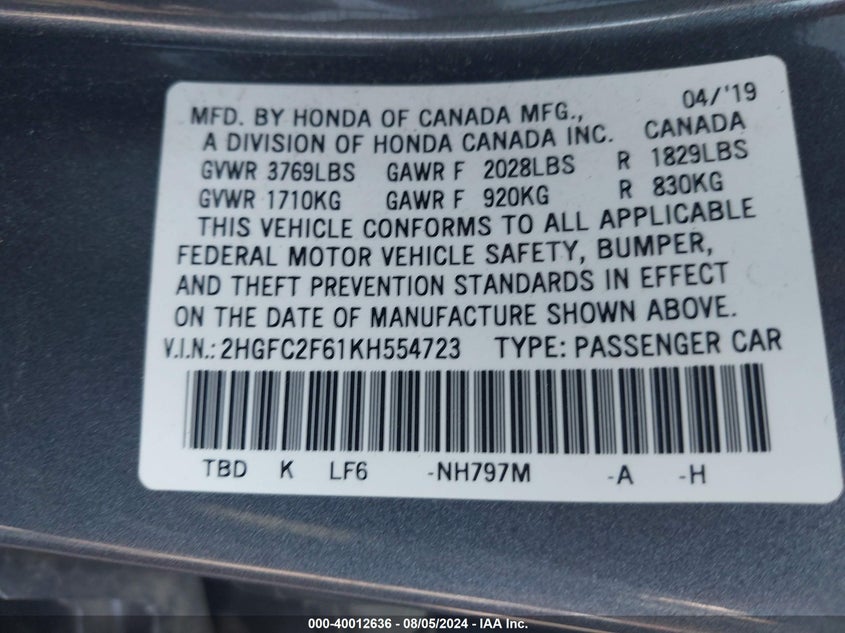 MFD. BY HONDA OF CANADA MFG., 04/'19
A DIVISION OF HONDA CANADA INC. CANADA
GVWR 3769LBS GAWR F 2028LBS R 1829LBS
GVWR 1710KG GAWR F 920KG R 830KG
THIS VEHICLE CONFORMS TO ALL APPLICABLE
FEDERAL MOTOR VEHICLE SAFETY, BUMPER,
AND THEFT PREVENTION STANDARDS IN EFFECT
ON THE DATE OF MANUFACTURE SHOWN ABOVE.
V.I.N.: 2HGFC2F61KH554723 TYPE: PASSENGER CAR
TBD K LF6 -NH797M -A -H
000-40012636 - 08/05/2024 - IAA Inc.